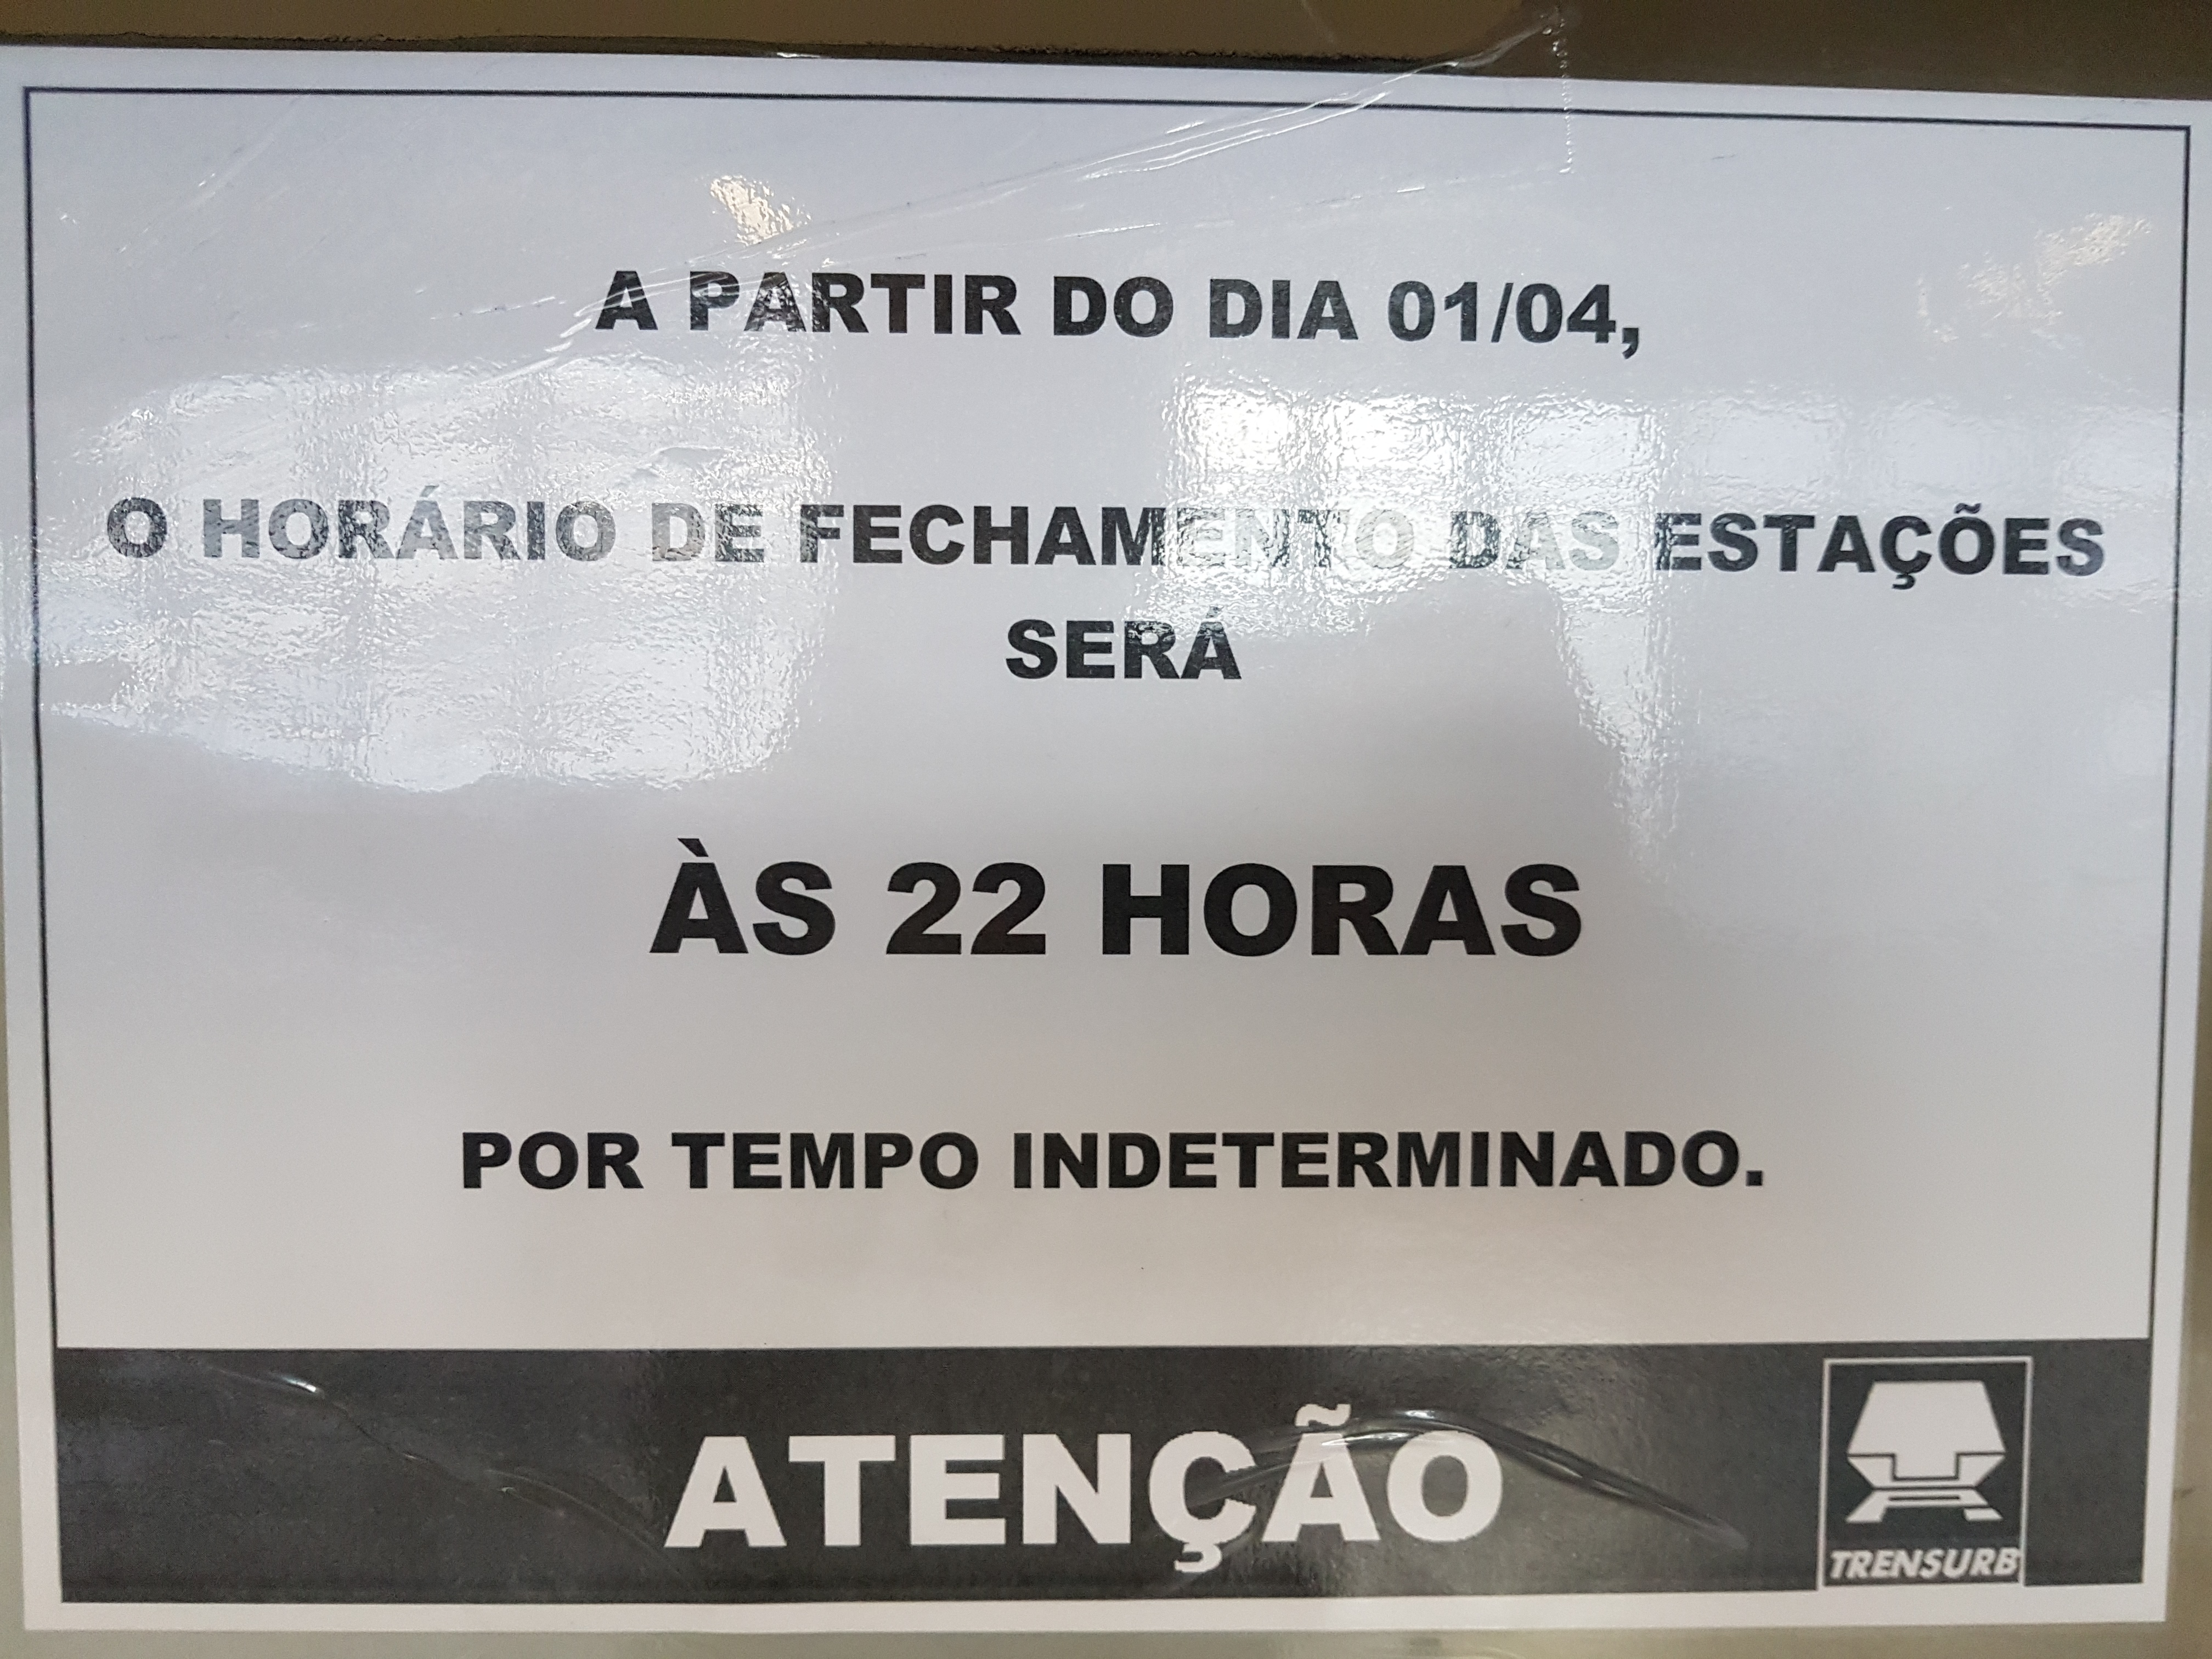 A PARTIR DO DIA 01/04,
O HORÁRIO DE FECHAMENTO DAS ESTAÇÕES
SERÁ
ÀS 22 HORAS
POR TEMPO INDETERMINADO.
ATENÇÃO
TRENSURB